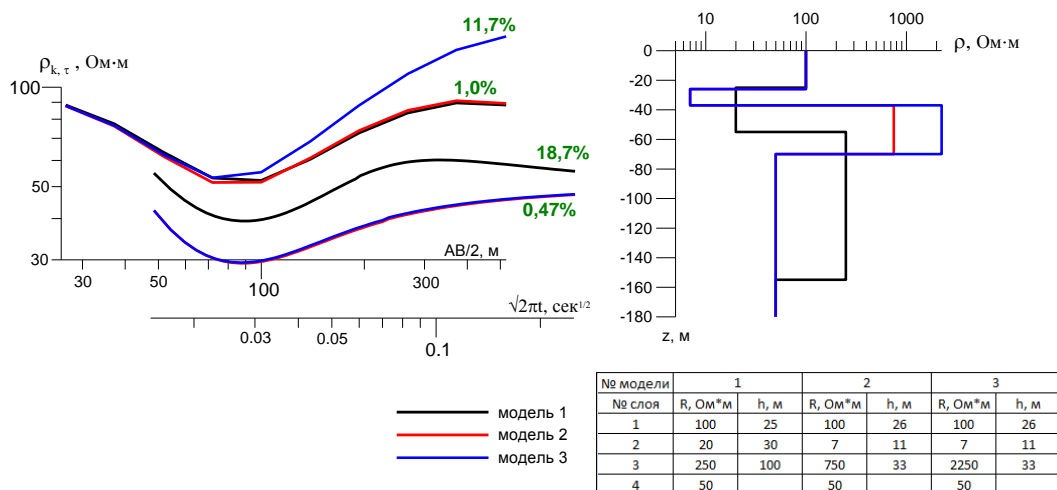 11,7%
ρk, τ , Ом·м
100
1,0%
50
18,7%
0,47%
30
AB/2, м
30
50
100
300
√2πt, сек1/2
0.03
0.05
0.1
10
100
1000
ρ, Ом·м
0
-20
-40
-60
-80
-100
-120
-140
-160
-180
z, м
модель 1
модель 2
модель 3
№ модели 1 2 3
№ слоя R, Ом*м h, м R, Ом*м h, м R, Ом*м h, м
1 100 25 100 26 100 26
2 20 30 7 11 7 11
3 250 100 750 33 2250 33
4 50 50 50